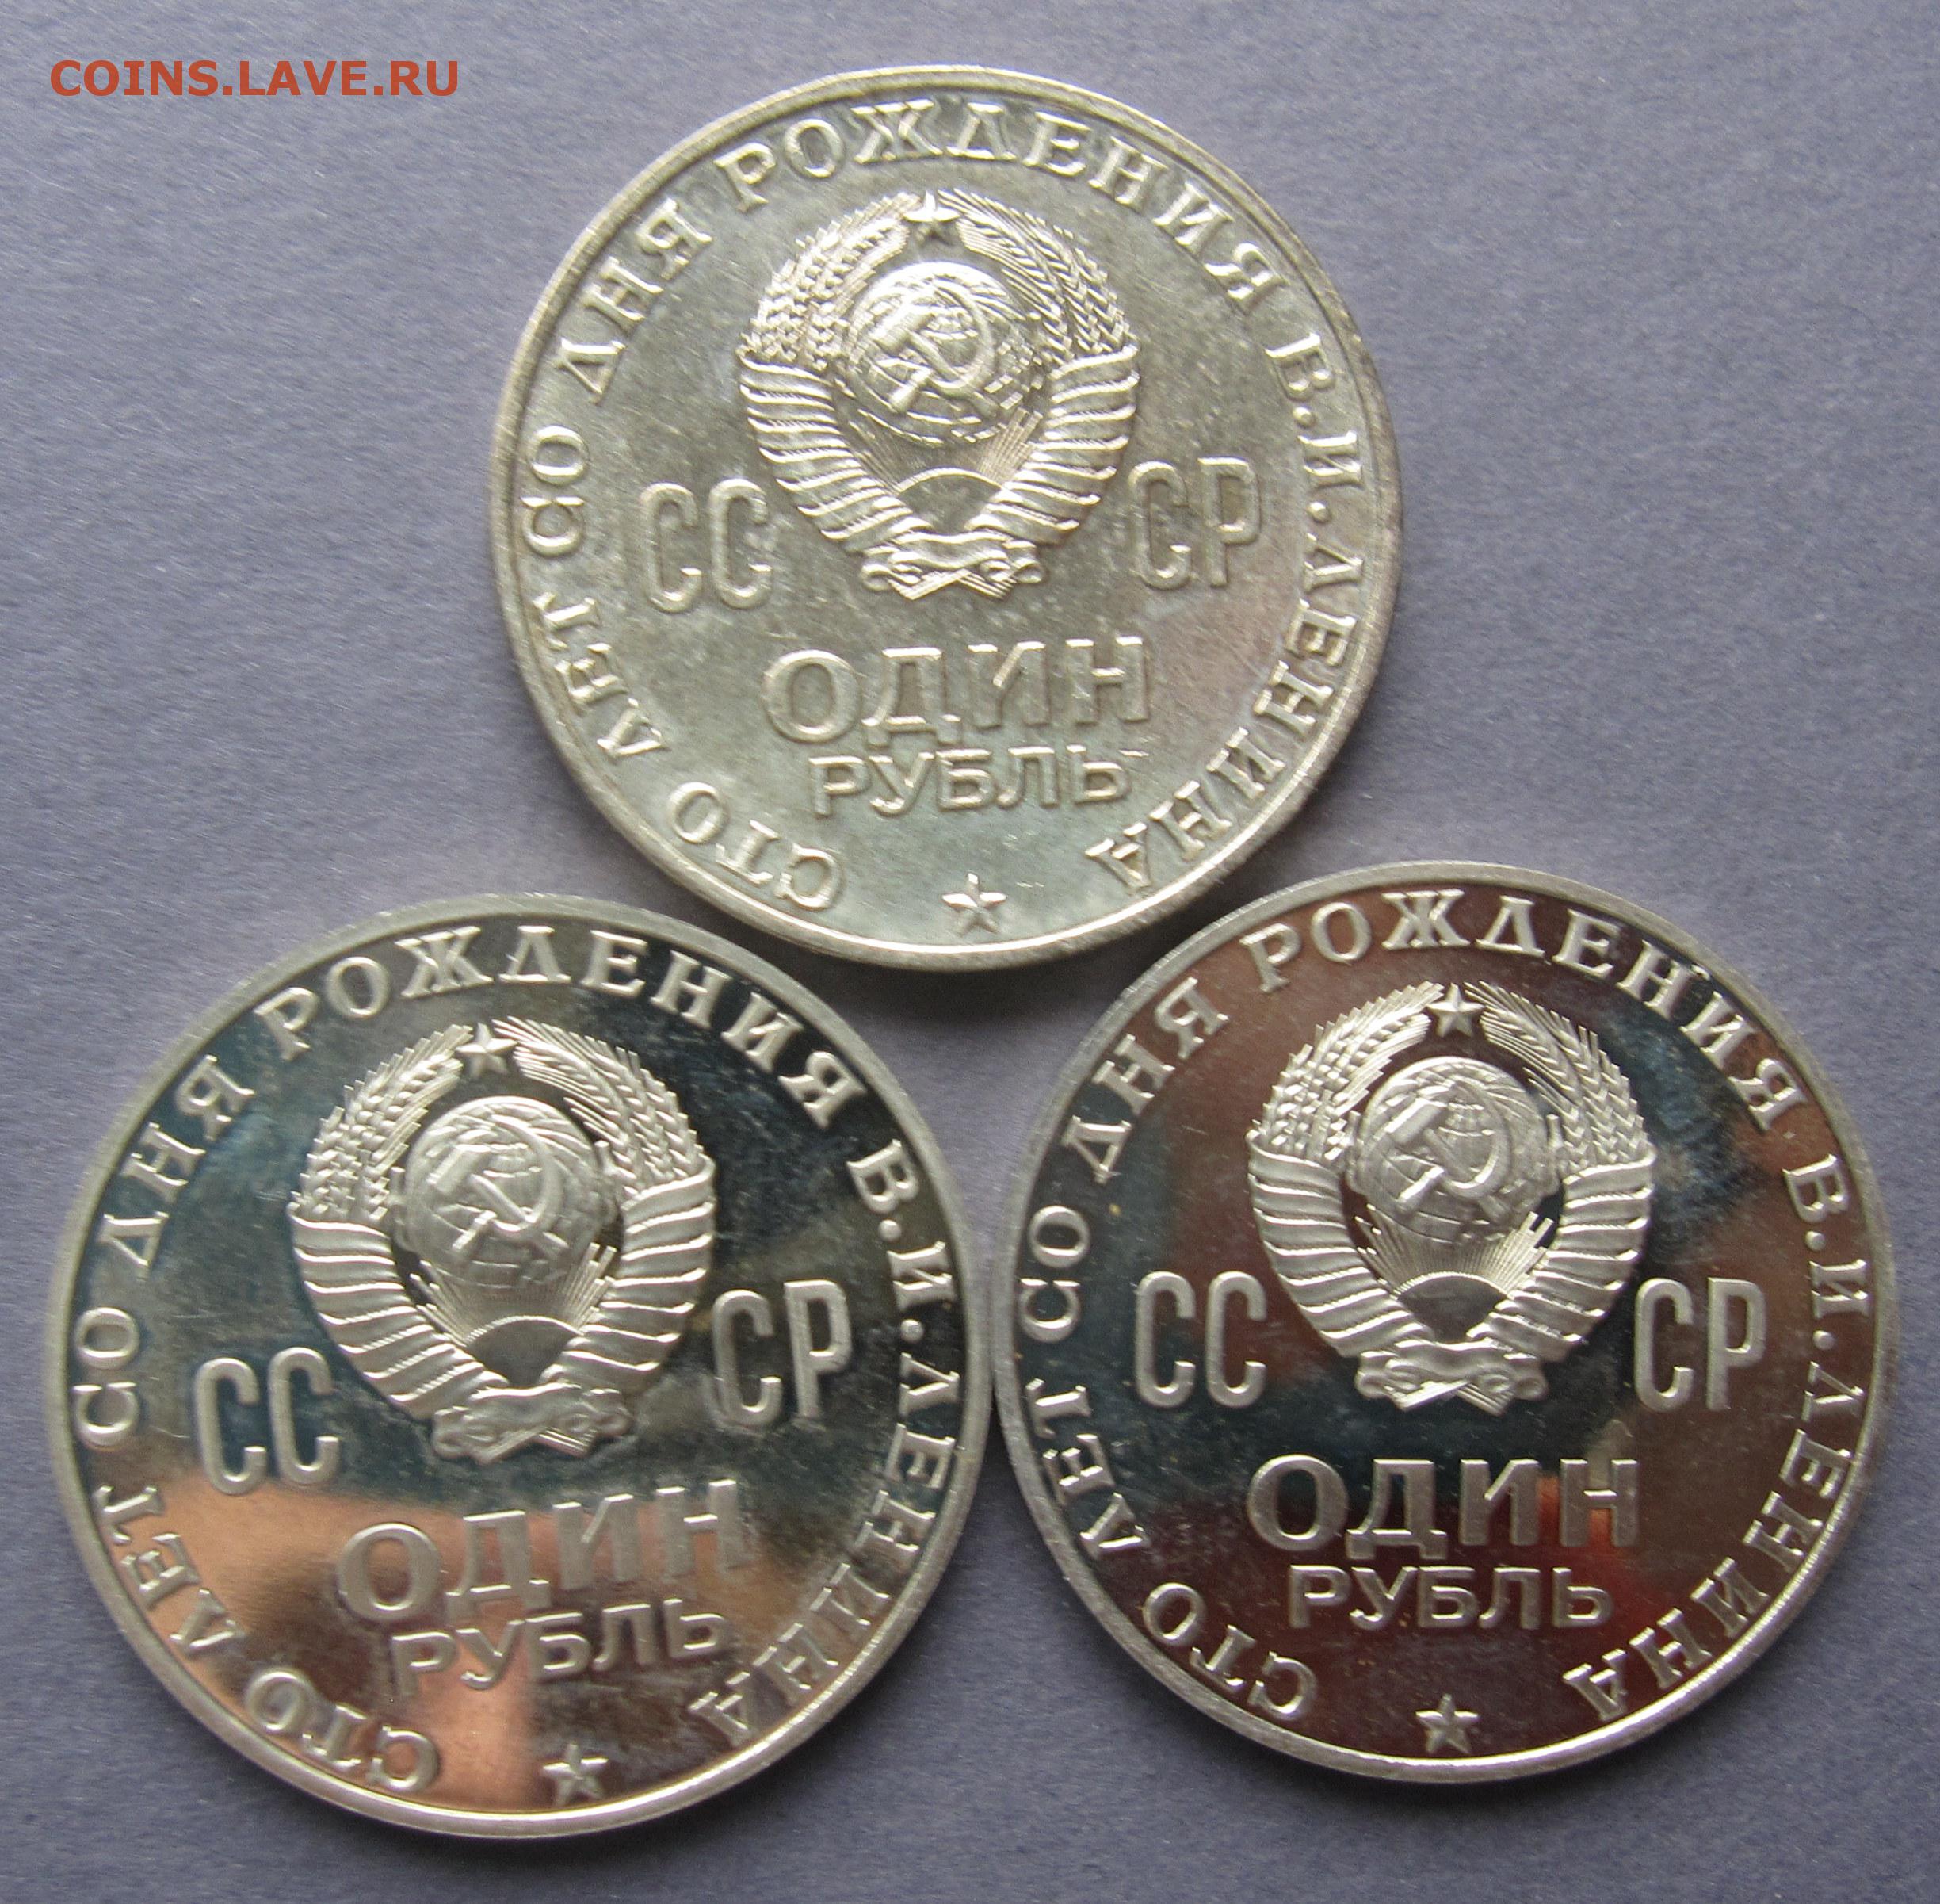 COINS.LAVE.RU
СТО ЛЕТ СО ДНЯ РОЖДЕНИЯ В.И.ЛЕНИНА
СС СР
ОДИН
РУБЛЬ
СТО ЛЕТ СО ДНЯ РОЖДЕНИЯ В.И.ЛЕНИНА
СС СР
ОДИН
РУБЛЬ
СТО ЛЕТ СО ДНЯ РОЖДЕНИЯ В.И.ЛЕНИНА
СС СР
ОДИН
РУБЛЬ